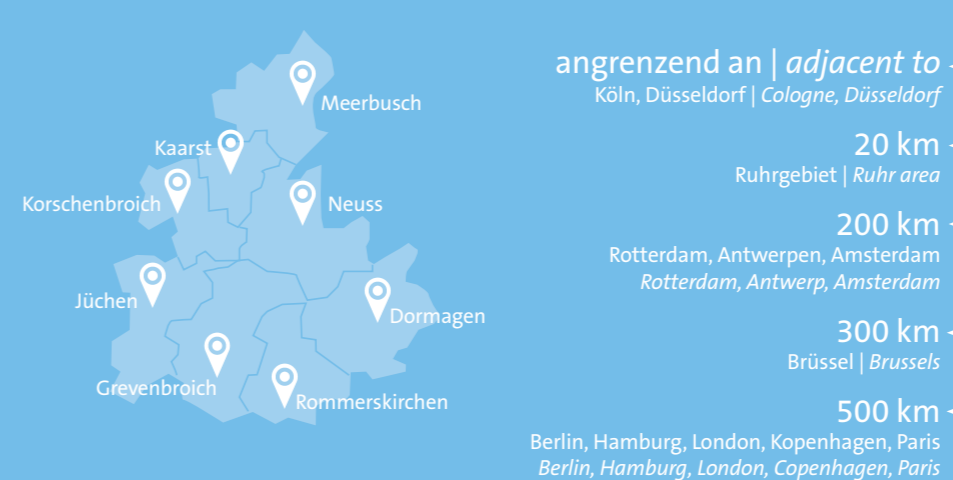 Meerbusch
Kaarst
Korschenbroich
Neuss
Jüchen
Dormagen
Grevenbroich
Rommerskirchen
angrenzend an | adjacent to
Köln, Düsseldorf | Cologne, Düsseldorf
20 km
Ruhrgebiet | Ruhr area
200 km
Rotterdam, Antwerpen, Amsterdam
Rotterdam, Antwerp, Amsterdam
300 km
Brüssel | Brussels
500 km
Berlin, Hamburg, London, Kopenhagen, Paris
Berlin, Hamburg, London, Copenhagen, Paris